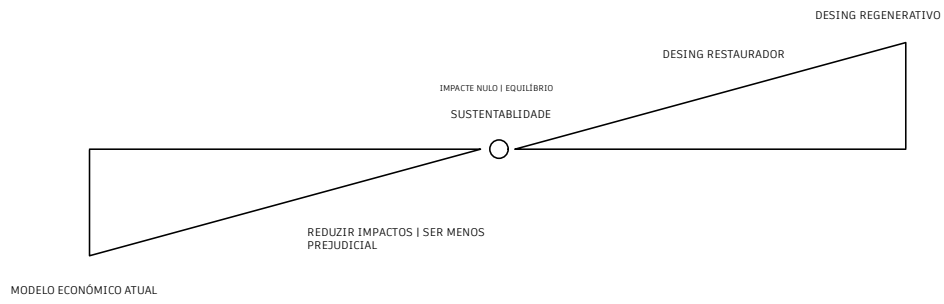 DESING REGENERATIVO
DESING RESTAURADOR
IMPACTE NULO | EQUILÍBRIO
SUSTENTABLIDADE
REDUZIR IMPACTOS | SER MENOS
PREJUDICIAL
MODELO ECONÓMICO ATUAL